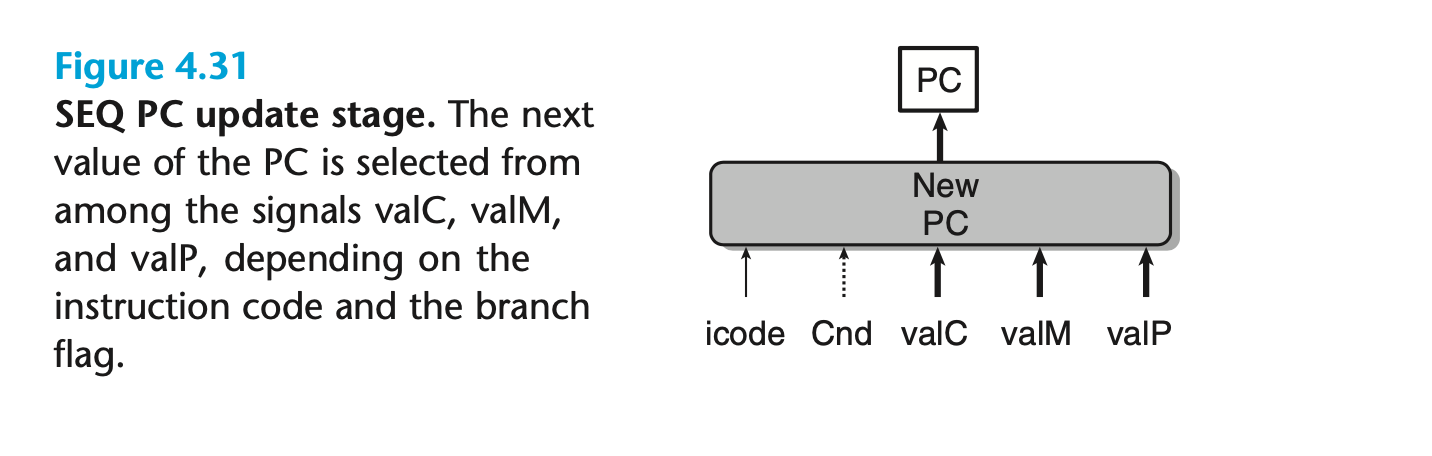 Figure 4.31
SEQ PC update stage. The next
value of the PC is selected from
among the signals valC, valM,
and valP, depending on the
instruction code and the branch
flag.
PC
New
PC
icode Cnd valC valM valP